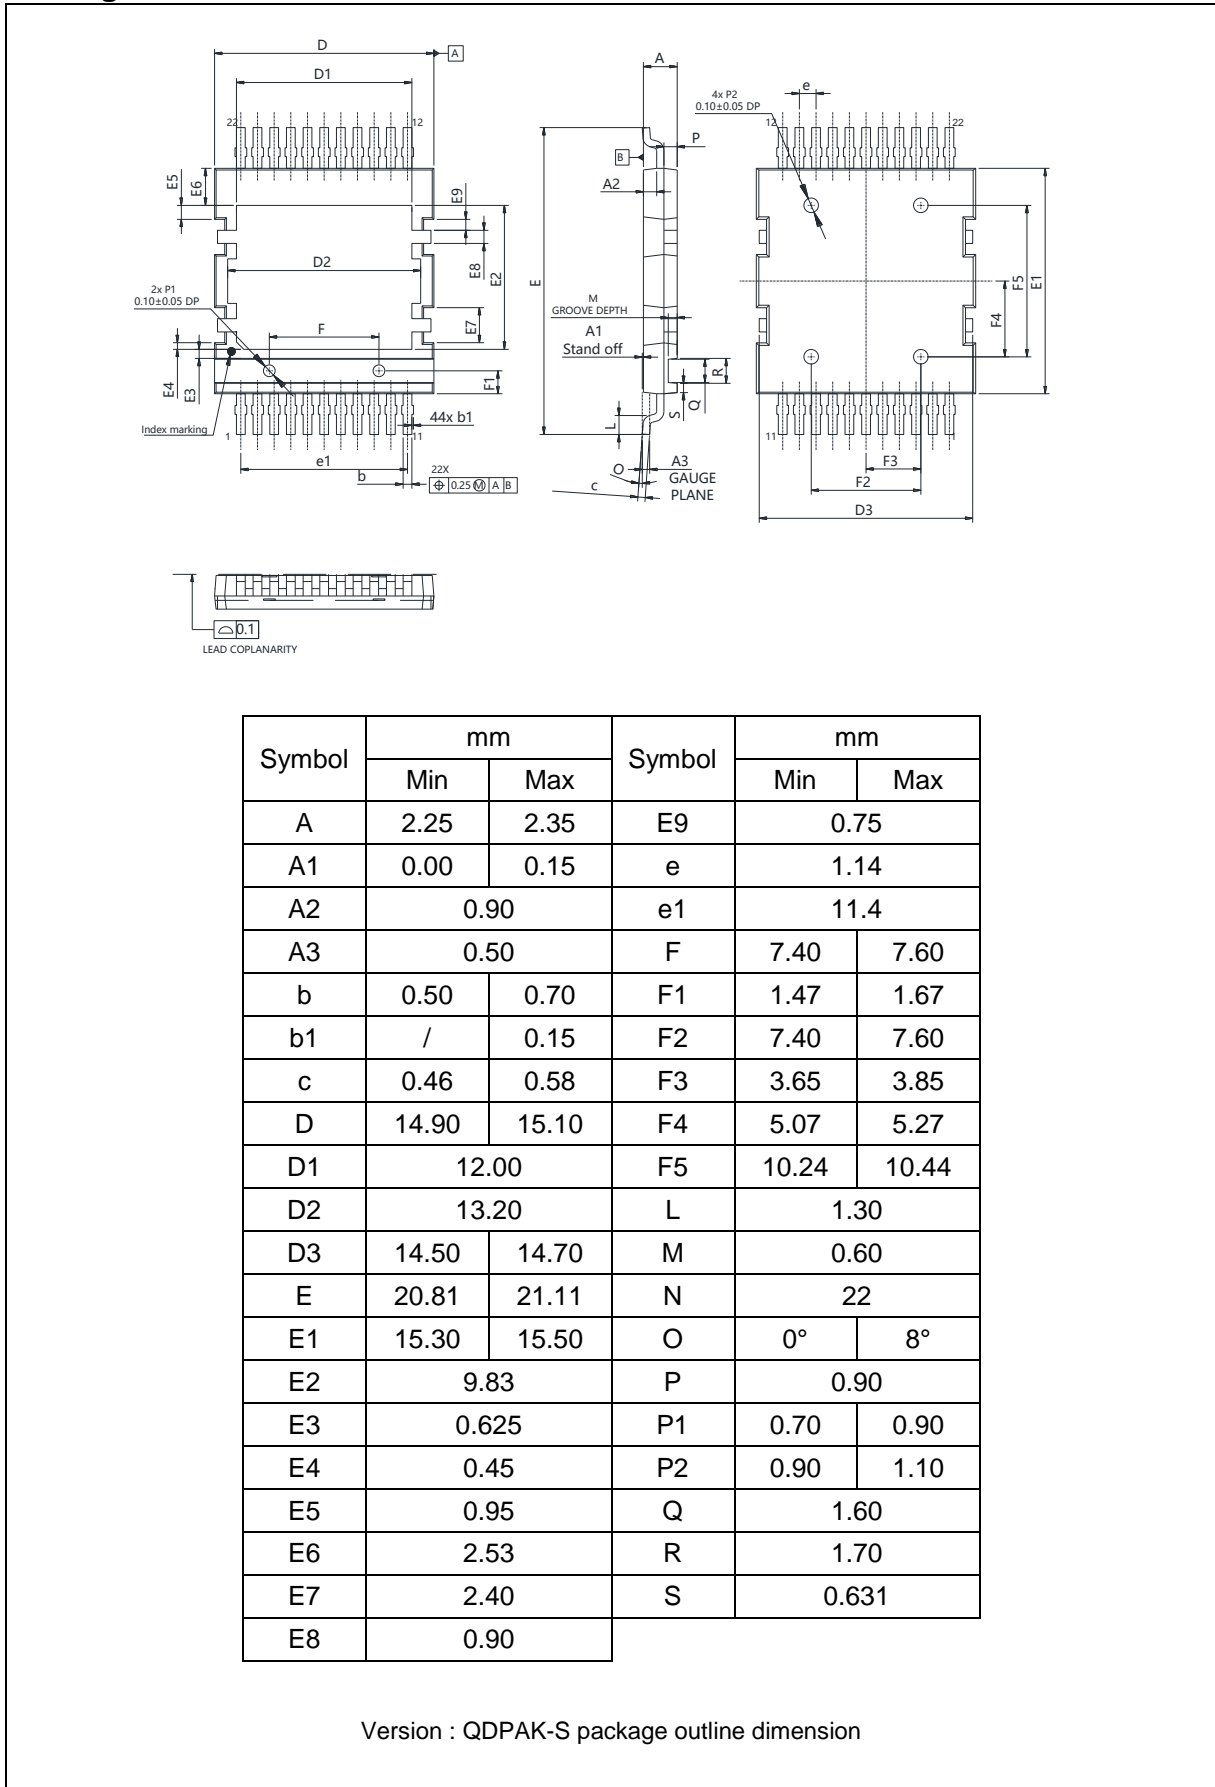 D
A
D1
22
12
E5
E6
E9
E8
E2
D2
2x P1
0.10±0.05 DP
F
E7
E4
E3
F1
Index marking
1
11
44x b1
e1
b
22X
0.25 Ⓜ A B
A
P
B
A2
E
M
GROOVE DEPTH
A1
Stand off
R
Q
S
L
O
A3
GAUGE
PLANE
c
4x P2
0.10±0.05 DP
e
12
22
F5
E1
F4
11
1
F3
F2
D3
0.1
LEAD COPLANARITY
Symbol mm Symbol mm
Min Max Min Max
A 2.25 2.35 E9 0.75
A1 0.00 0.15 e 1.14
A2 0.90 e1 11.4
A3 0.50 F 7.40 7.60
b 0.50 0.70 F1 1.47 1.67
b1 / 0.15 F2 7.40 7.60
c 0.46 0.58 F3 3.65 3.85
D 14.90 15.10 F4 5.07 5.27
D1 12.00 F5 10.24 10.44
D2 13.20 L 1.30
D3 14.50 14.70 M 0.60
E 20.81 21.11 N 22
E1 15.30 15.50 O 0° 8°
E2 9.83 P 0.90
E3 0.625 P1 0.70 0.90
E4 0.45 P2 0.90 1.10
E5 0.95 Q 1.60
E6 2.53 R 1.70
E7 2.40 S 0.631
E8 0.90
Version : QDPAK-S package outline dimension